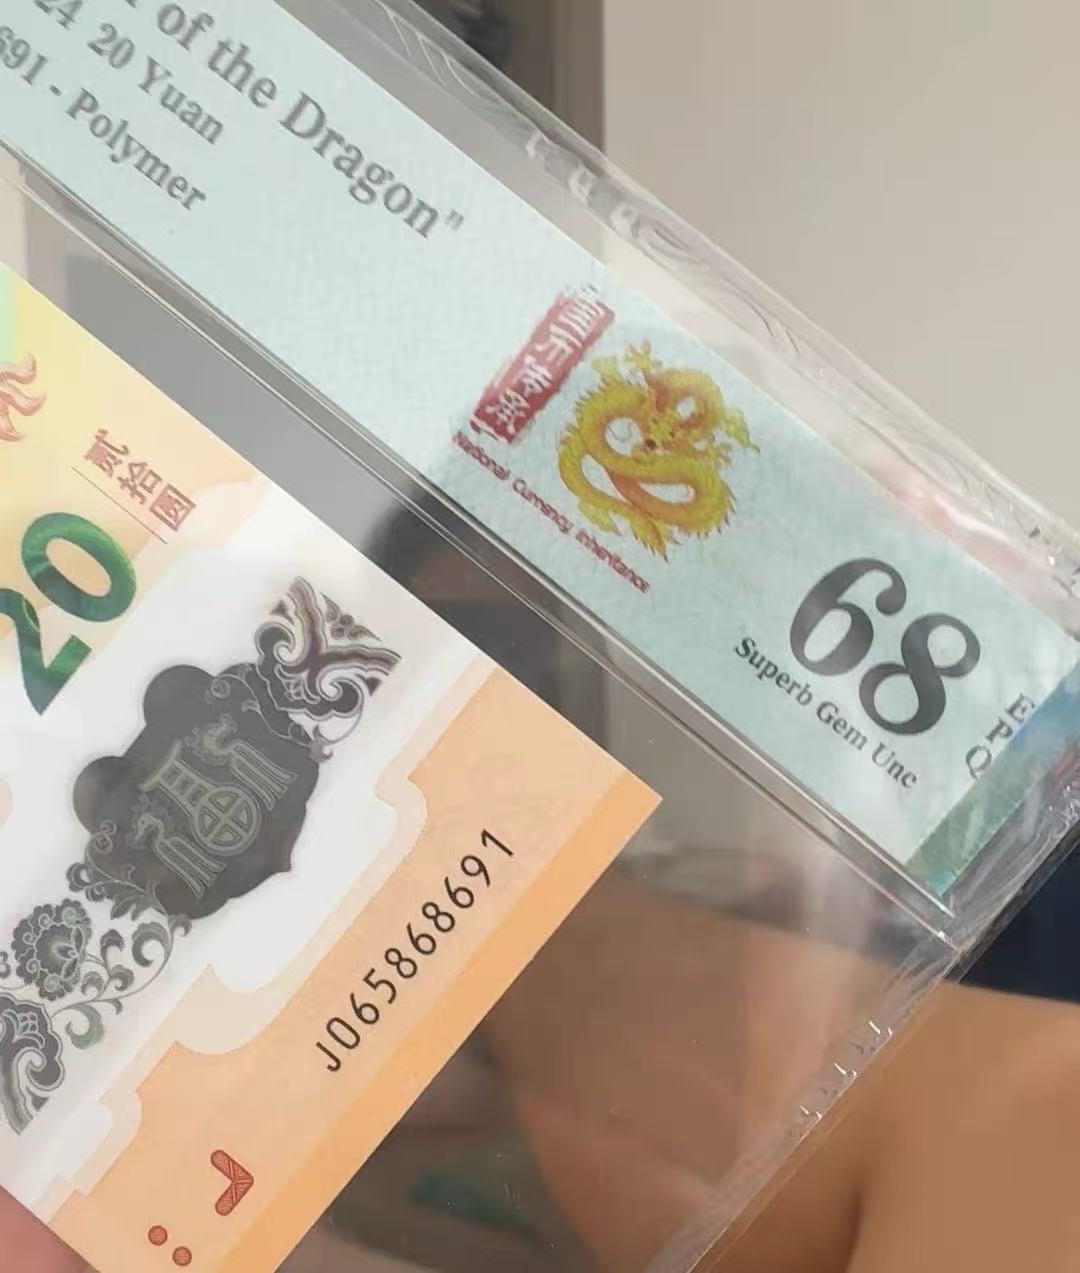 of the Dragon"
24 20 Yuan
691 - Polymer
National Currency Inheritance
68
EPQ
Superb Gem Unc
贰拾圆
20
J065868691